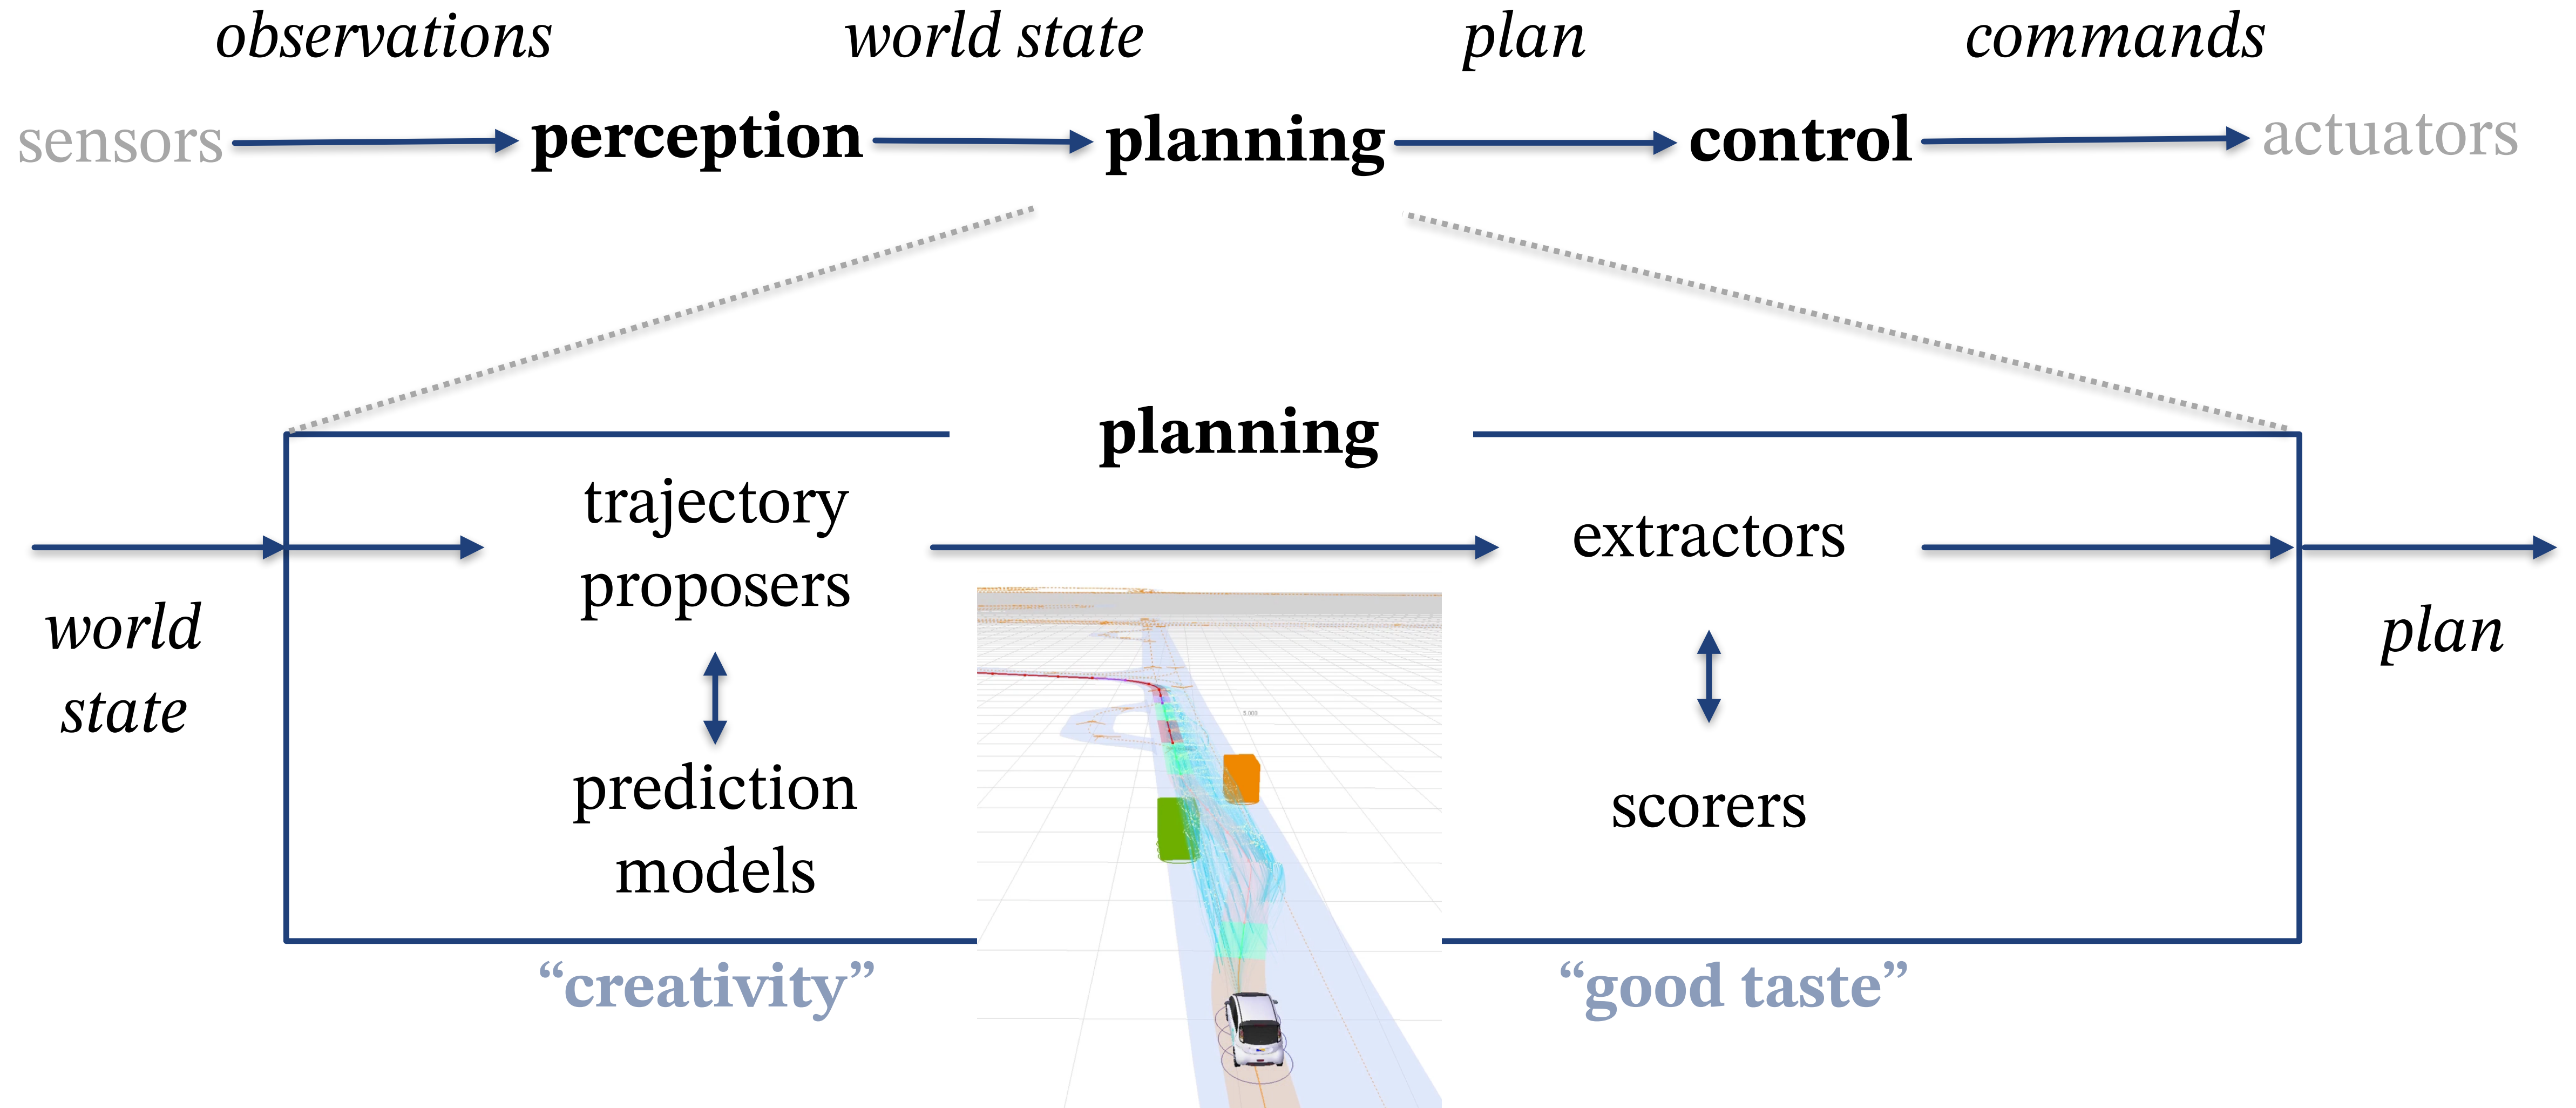 observations world state plan commands
sensors perception planning control actuators
planning
trajectory
proposers
extractors
world
state
plan
prediction
models
scorers
“creativity”
“good taste”